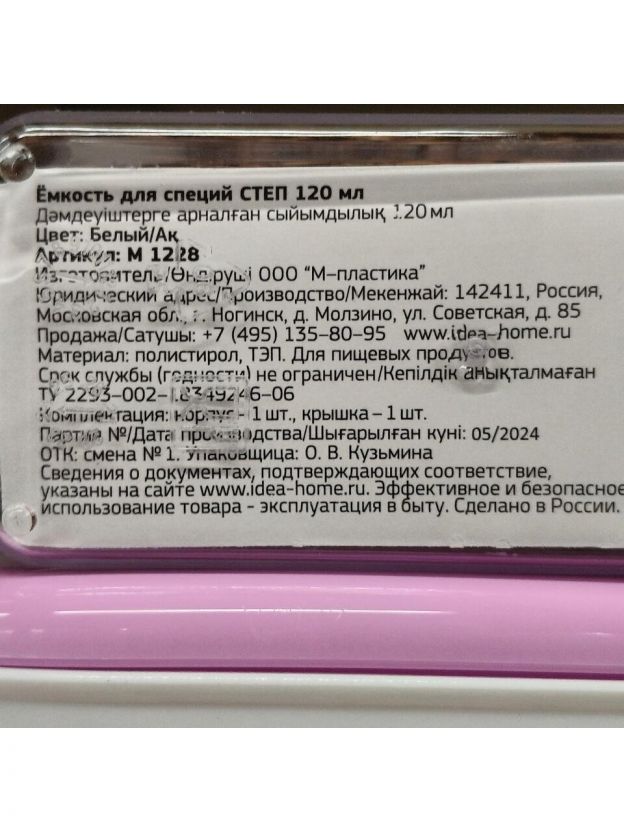 Ёмкость для специй СТЕП 120 мл
Дәмдеуіштерге арналған сыйымдылық 120 мл
Цвет: Белый/Ақ
Артикул: М 1228
Изготовитель/Өндіруші ООО "М-пластика"
Юридический адрес/Производство/Мекенжай: 142411, Россия,
Московская обл., г. Ногинск, д. Молзино, ул. Советская, д. 85
Продажа/Сатушы: +7 (495) 135-80-95 www.idea-home.ru
Материал: полистирол, ТЭП. Для пищевых продуктов.
Срок службы (годности) не ограничен/Кепілдік анықталмаған
ТУ 2293-002-18349246-06
Комплектация: корпус - 1 шт., крышка - 1 шт.
Партия №/Дата производства/Шығарылған куні: 05/2024
ОТК: смена № 1. Упаковщица: О. В. Кузьмина
Сведения о документах, подтверждающих соответствие,
указаны на сайте www.idea-home.ru. Эффективное и безопасное
использование товара - эксплуатация в быту. Сделано в России.